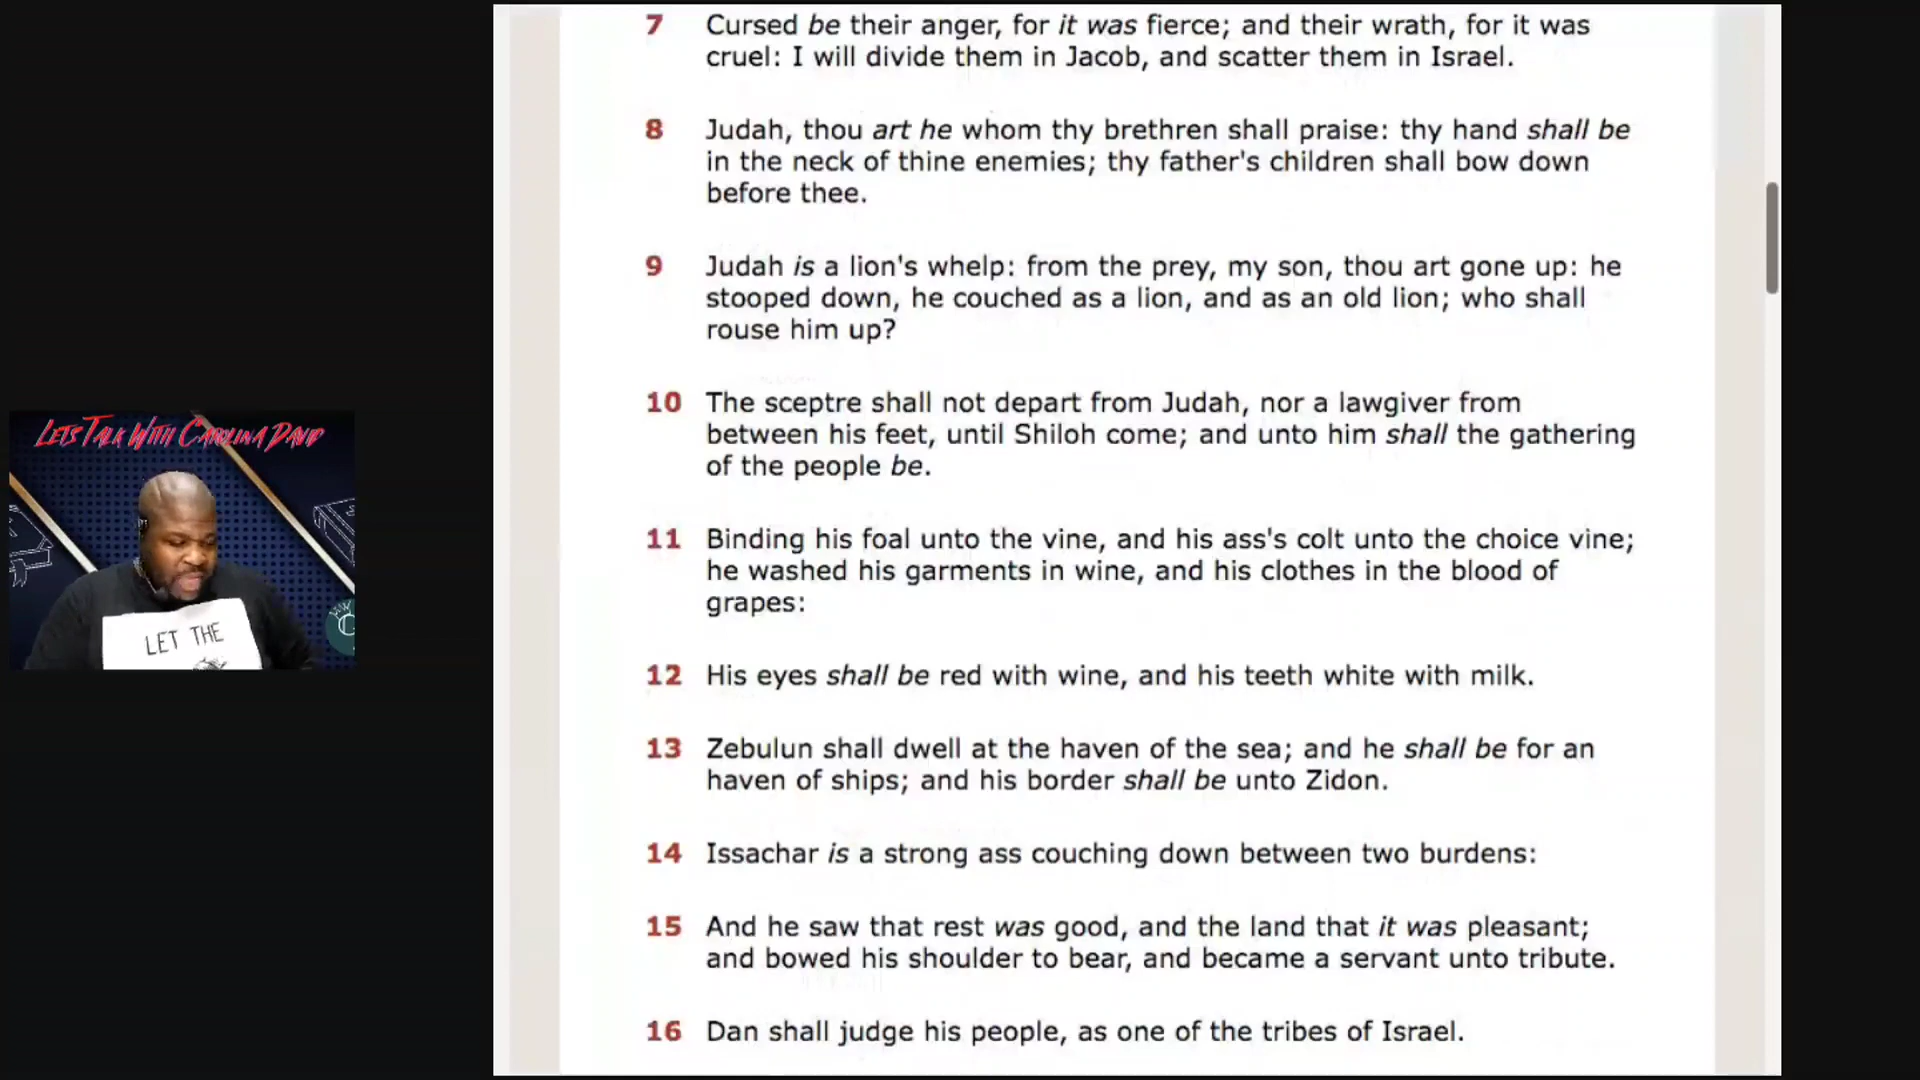 7 Cursed be their anger, for it was fierce; and their wrath, for it was
cruel: I will divide them in Jacob, and scatter them in Israel.
8 Judah, thou art he whom thy brethren shall praise: thy hand shall be
in the neck of thine enemies; thy father's children shall bow down
before thee.
9 Judah is a lion's whelp: from the prey, my son, thou art gone up: he
stooped down, he couched as a lion, and as an old lion; who shall
rouse him up?
10 The sceptre shall not depart from Judah, nor a lawgiver from
between his feet, until Shiloh come; and unto him shall the gathering
of the people be.
11 Binding his foal unto the vine, and his ass's colt unto the choice vine;
he washed his garments in wine, and his clothes in the blood of
grapes:
12 His eyes shall be red with wine, and his teeth white with milk.
13 Zebulun shall dwell at the haven of the sea; and he shall be for an
haven of ships; and his border shall be unto Zidon.
14 Issachar is a strong ass couching down between two burdens:
15 And he saw that rest was good, and the land that it was pleasant;
and bowed his shoulder to bear, and became a servant unto tribute.
16 Dan shall judge his people, as one of the tribes of Israel.
LETS TALK WITH CAROLINA DAVID
LET THE